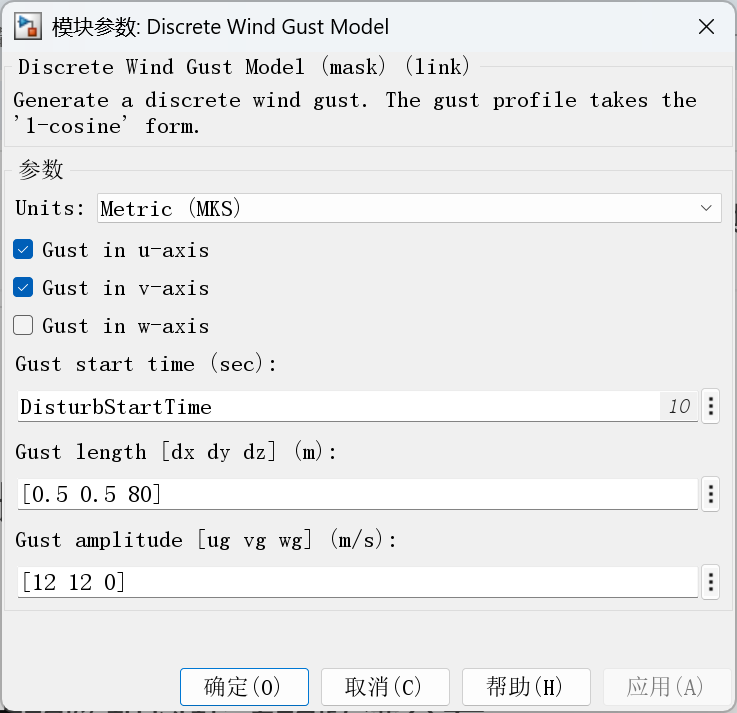 模块参数: Discrete Wind Gust Model
Discrete Wind Gust Model (mask) (link)
Generate a discrete wind gust. The gust profile takes the
'1-cosine' form.
参数
Units: Metric (MKS)
Gust in u-axis
Gust in v-axis
Gust in w-axis
Gust start time (sec):
DisturbStartTime 10
Gust length [dx dy dz] (m):
[0.5 0.5 80]
Gust amplitude [ug vg wg] (m/s):
[12 12 0]
确定(O) 取消(C) 帮助(H) 应用(A)